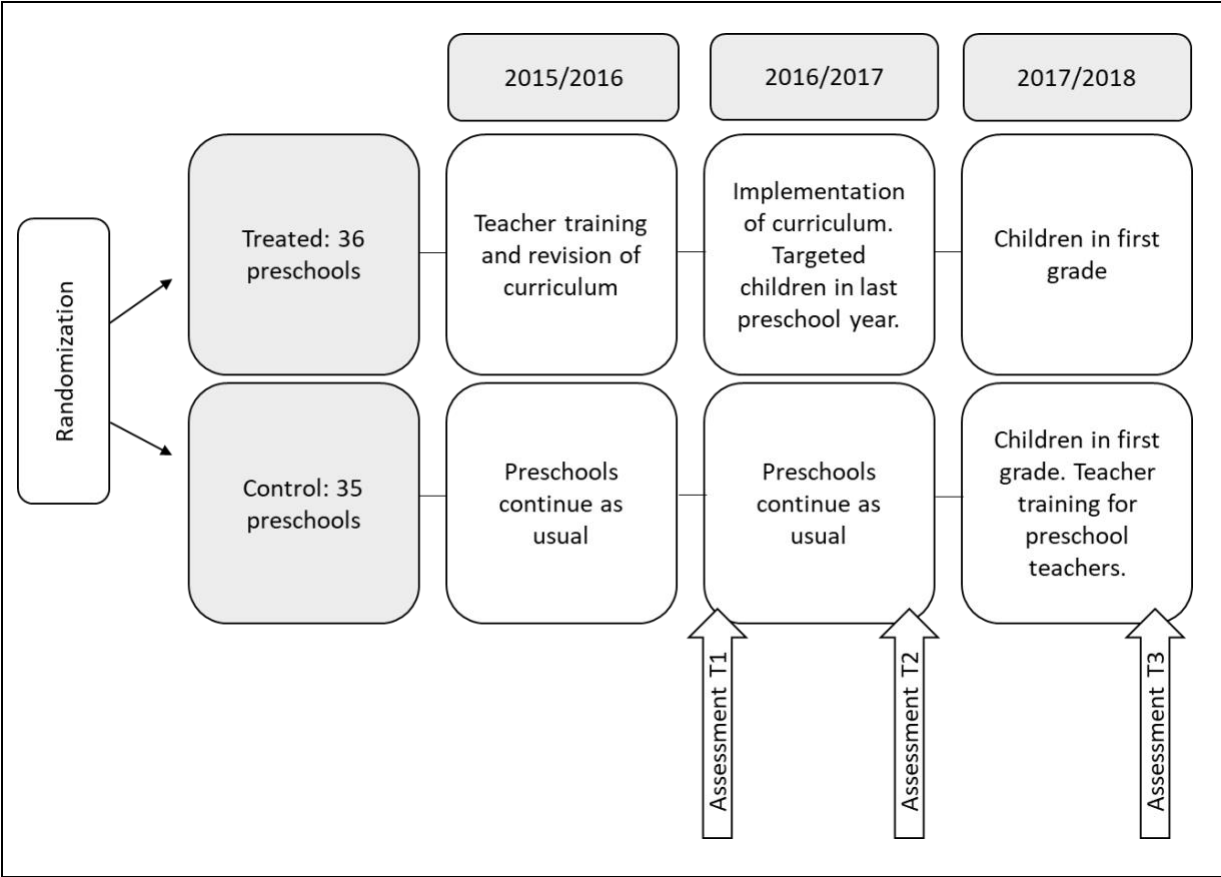 2015/2016
2016/2017
2017/2018
Randomization
Treated: 36
preschools
Teacher training
and revision of
curriculum
Implementation
of curriculum.
Targeted
children in last
preschool year.
Children in first
grade
Control: 35
preschools
Preschools
continue as
usual
Preschools
continue as
usual
Children in first
grade. Teacher
training for
preschool
teachers.
Assessment T1
Assessment T2
Assessment T3